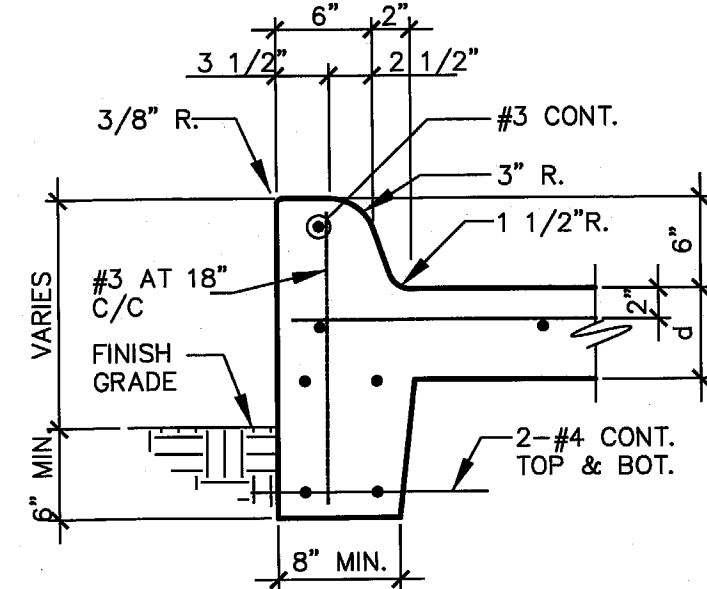 6" 2"
3 1/2" 2 1/2"
3/8" R.
#3 CONT.
3" R.
1 1/2"R.
6"
#3 AT 18"
C/C
VARIES
2"
d
FINISH
GRADE
2-#4 CONT.
TOP & BOT.
6" MIN.
8" MIN.